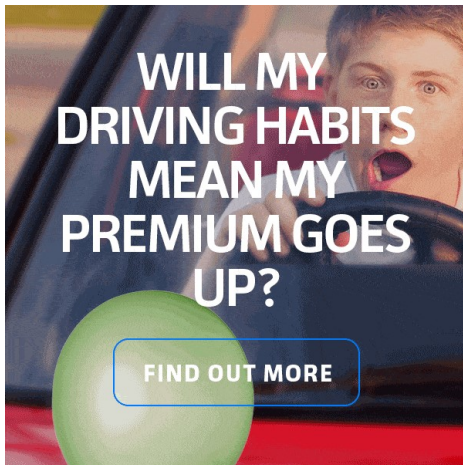 WILL MY
DRIVING HABITS
MEAN MY
PREMIUM GOES
UP?
FIND OUT MORE